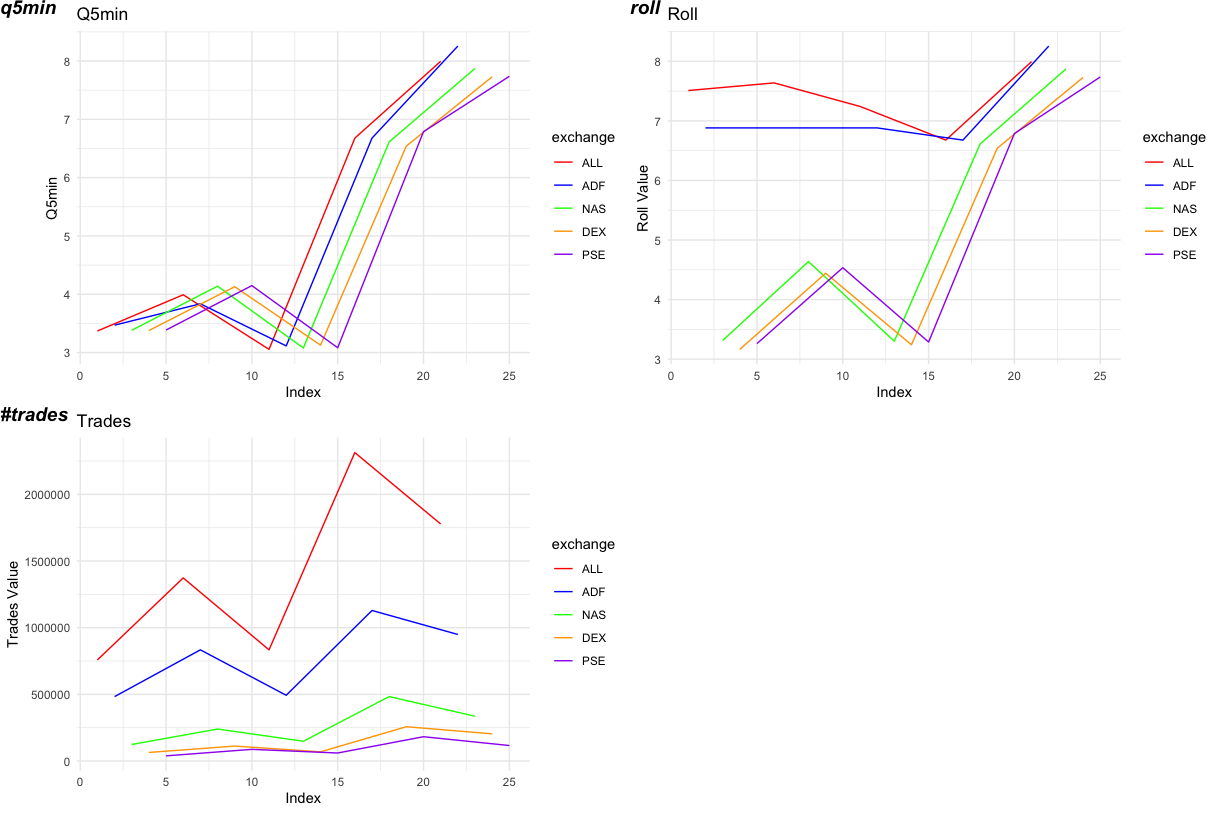 q5min
Q5min
8
7
6
5
4
3
Q5min
0 5 10 15 20 25
Index
exchange
ALL
ADF
NAS
DEX
PSE
roll
Roll
8
7
6
5
4
3
Roll Value
0 5 10 15 20 25
Index
exchange
ALL
ADF
NAS
DEX
PSE
#trades
Trades
2000000
1500000
1000000
500000
0
Trades Value
0 5 10 15 20 25
Index
exchange
ALL
ADF
NAS
DEX
PSE